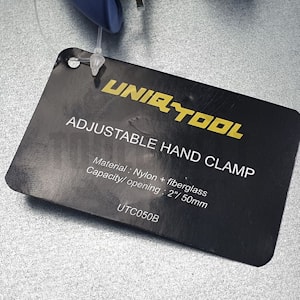 UNIQ TOOL
ADJUSTABLE HAND CLAMP
Material : Nylon + fiberglass
Capacity/ opening : 2"/ 50mm
UTC050B